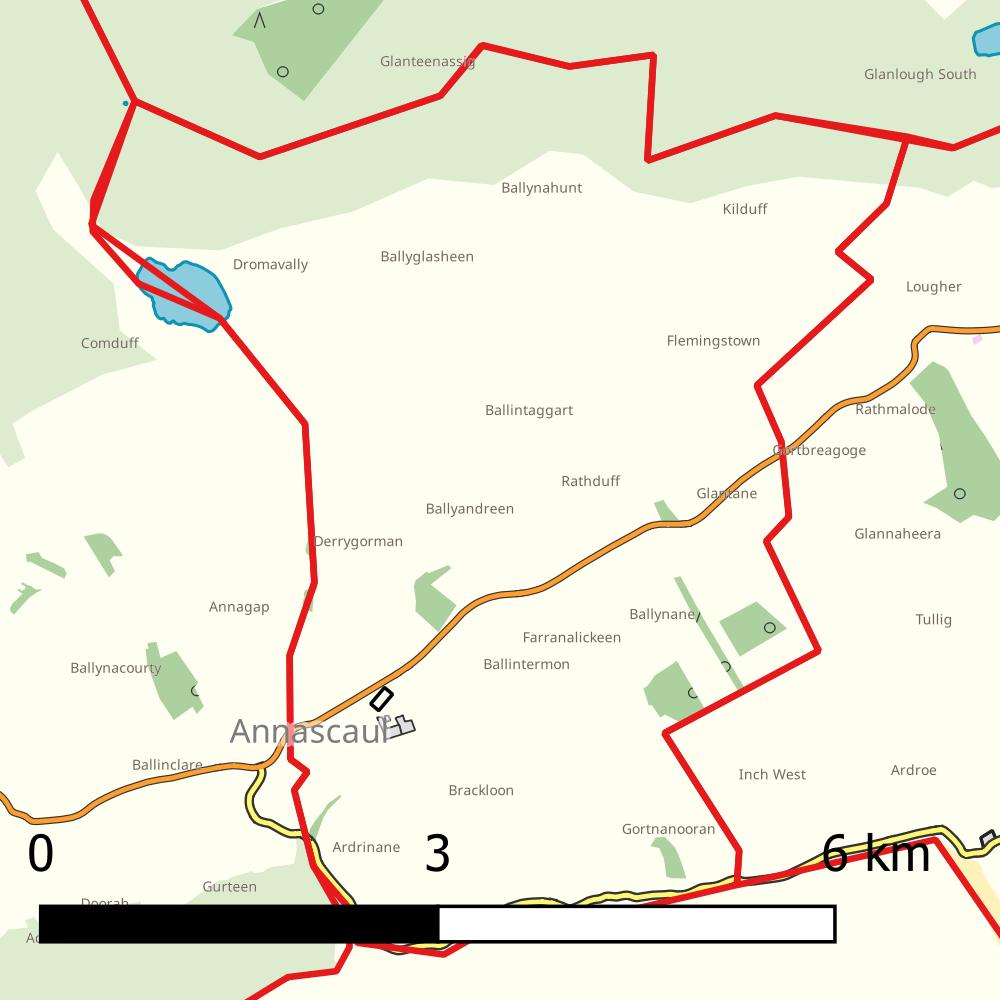 Glanteenassig
Glanlough South
Ballynahunt
Kilduff
Ballyglasheen
Dromavally
Lougher
Flemingstown
Comduff
Ballintaggart
Rathmalode
Gortbreagoge
Rathduff
Glantane
Ballyandreen
Glannaheera
Derrygorman
Annagap
Ballynane
Tullig
Farranalickeen
Ballintermon
Ballynacourty
Annascaul
Ballinclare
Inch West
Ardroe
Brackloon
Gortnanooran
Ardrinane
0 3 6 km
Gurteen
Doorah